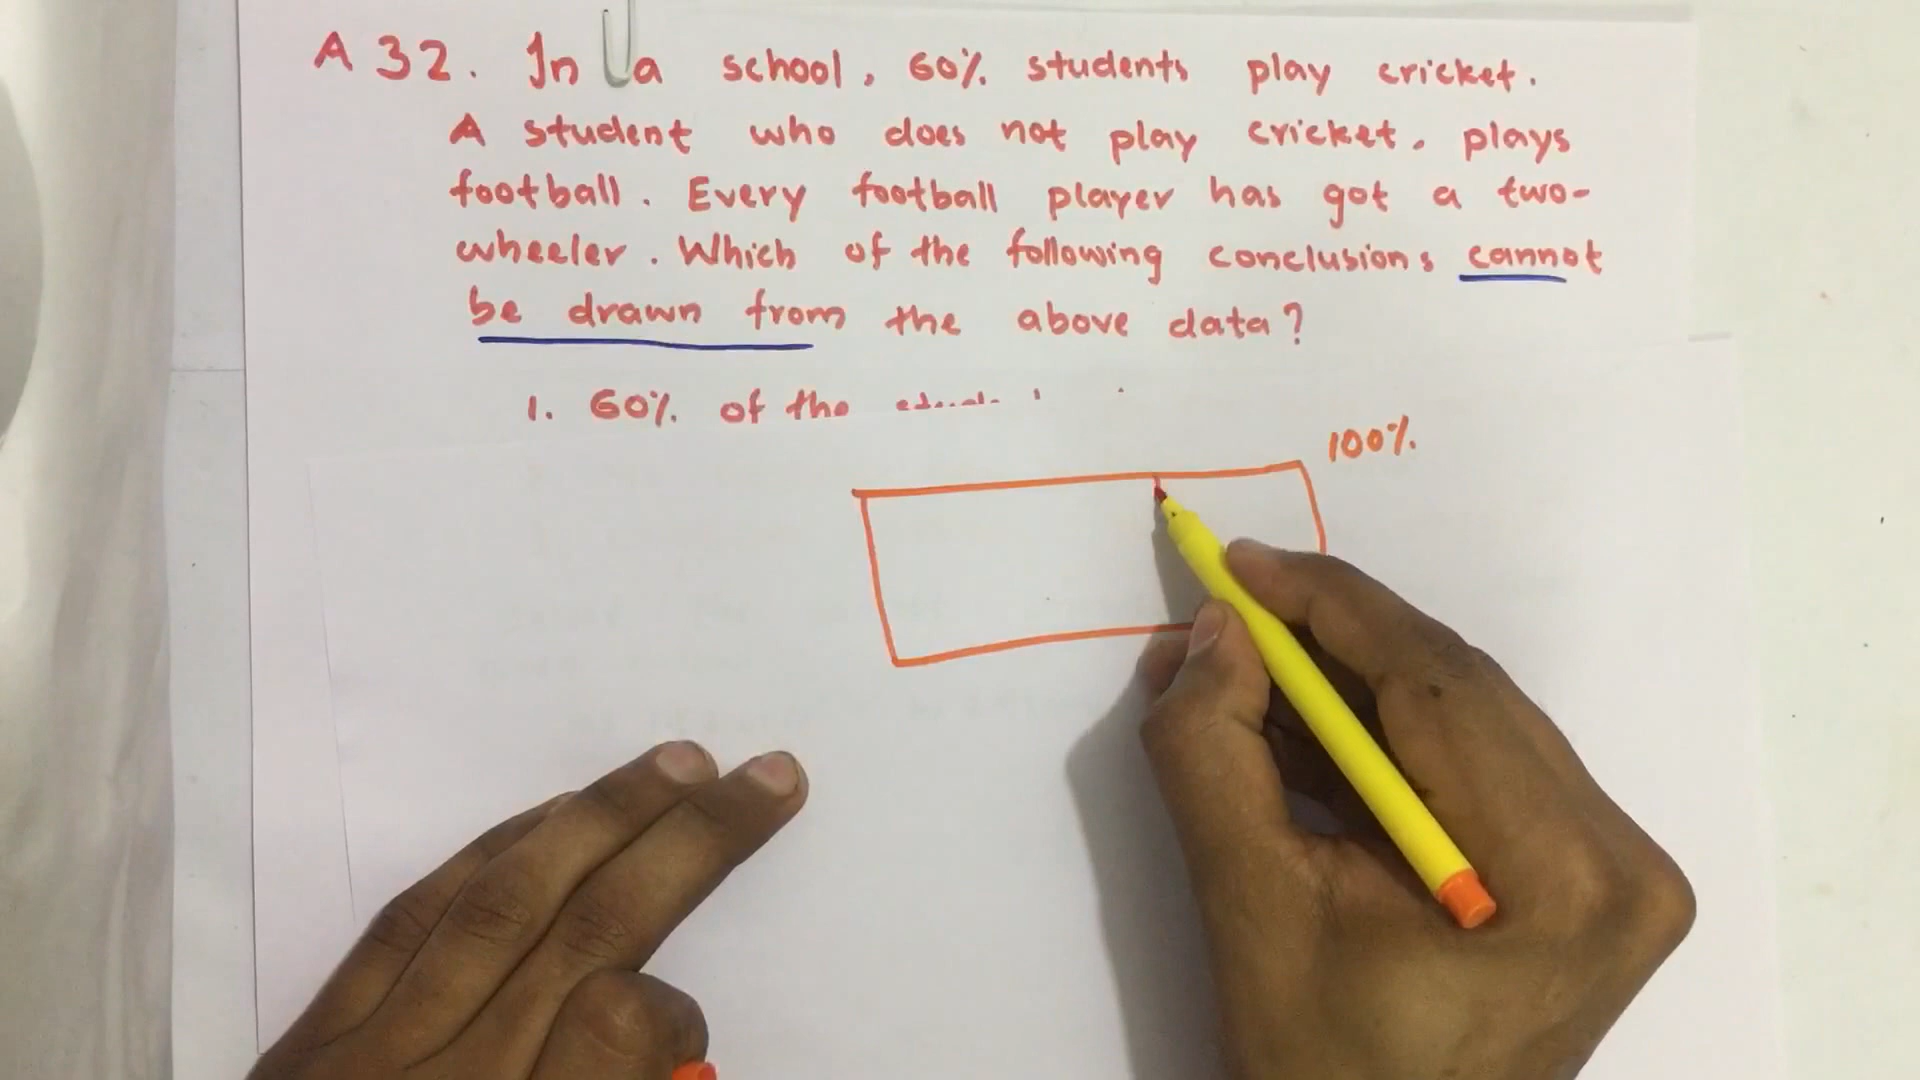 A 32. In a school, 60% students play cricket.
A student who does not play cricket, plays
football. Every football player has got a two-
wheeler. Which of the following conclusions cannot
be drawn from the above data?
1. 60% of the
100%